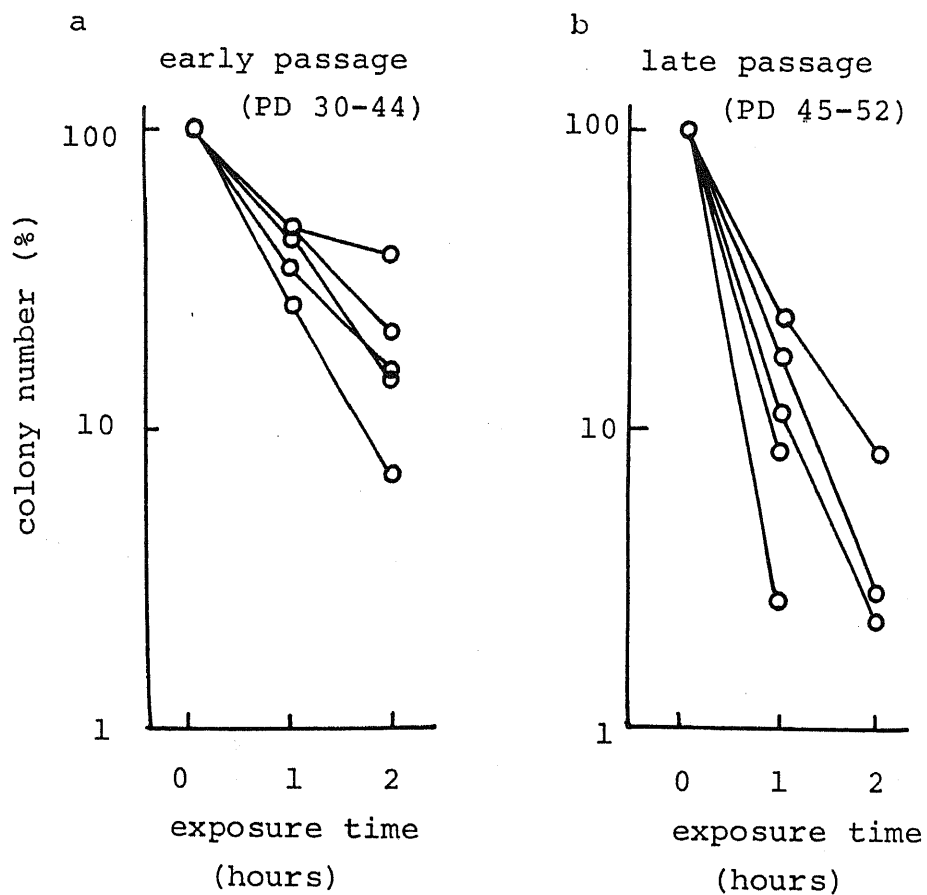 a
early passage
(PD 30-44)
100
10
1
colony number (%)
0 1 2
exposure time
(hours)
b
late passage
(PD 45-52)
100
10
1
0 1 2
exposure time
(hours)